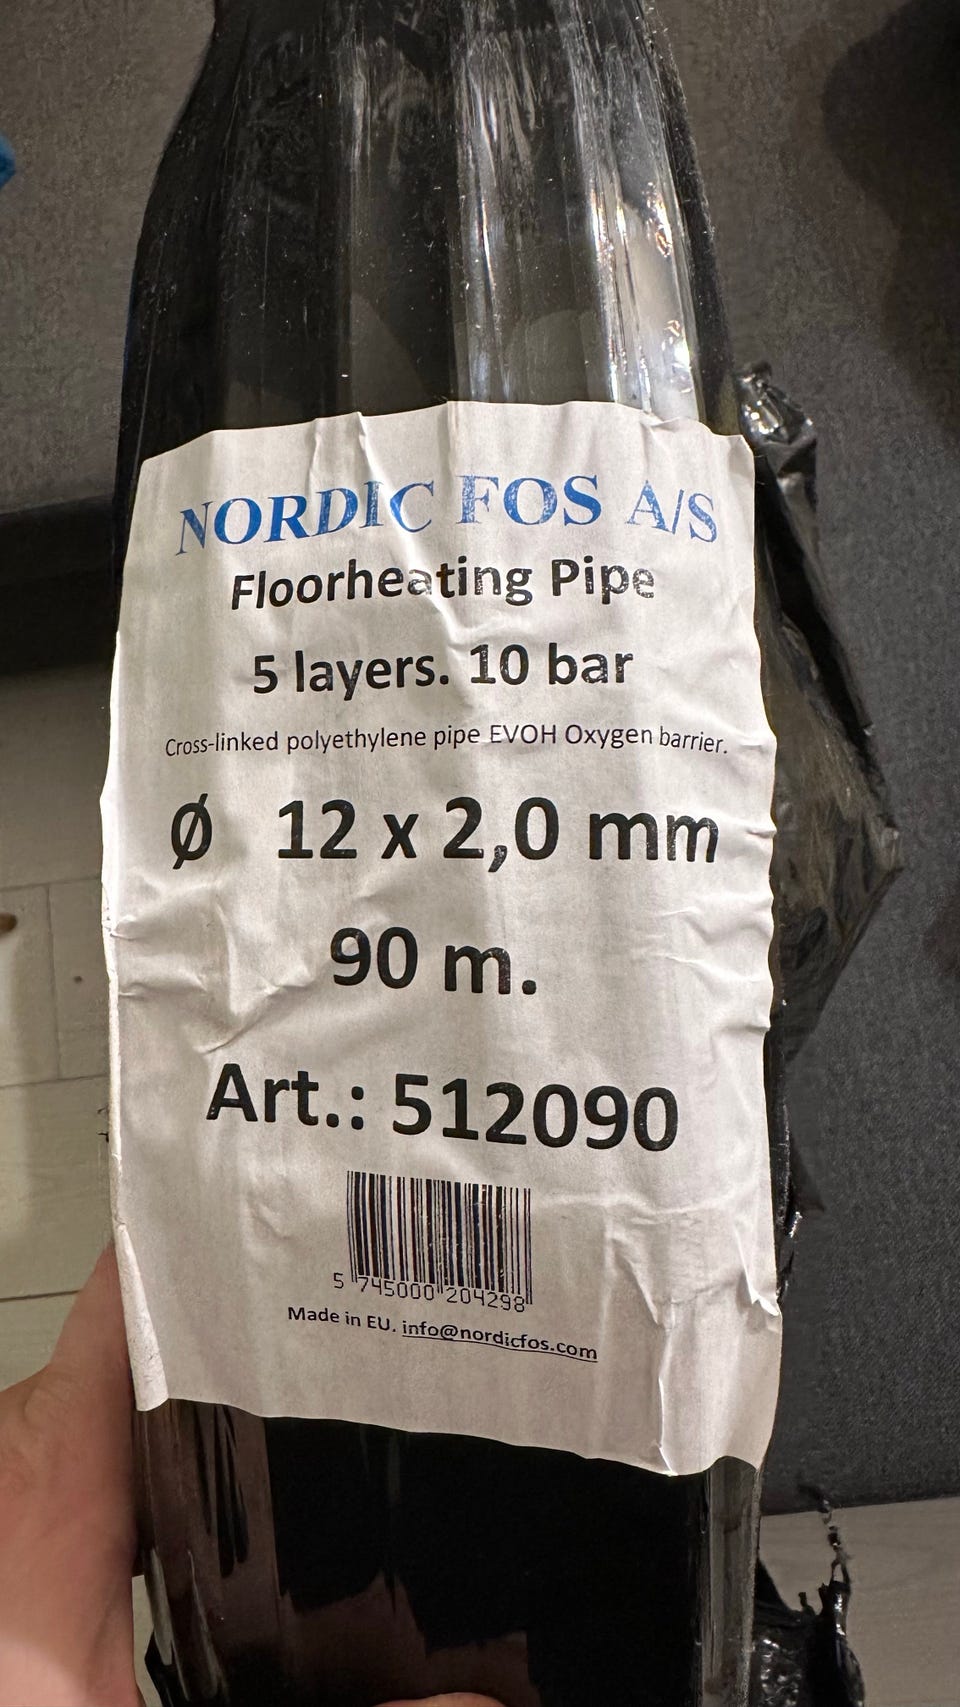 NORDIC FOS A/S
Floorheating Pipe
5 layers. 10 bar
Cross-linked polyethylene pipe EVOH Oxygen barrier.
Ø 12 x 2,0 mm
90 m.
Art.: 512090
5 745000 204298
Made in EU. info@nordicfos.com